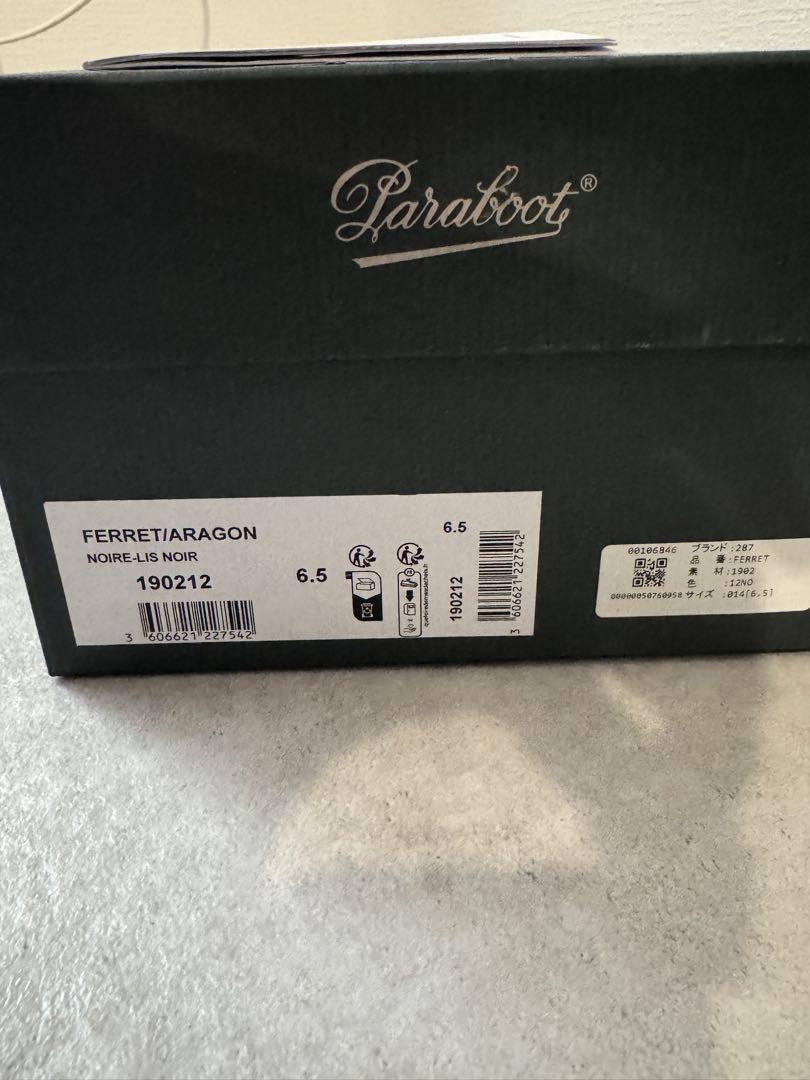 Paraboot®
FERRET/ARAGON
NOIRE-LIS NOIR
190212
6.5
3 606621 227542
6.5
190212
3 606621 227542
00106846 ブランド:287
品 番:FERRET
素 材:1902
色 :12NO
00000050760958 サイズ :014[6,5]